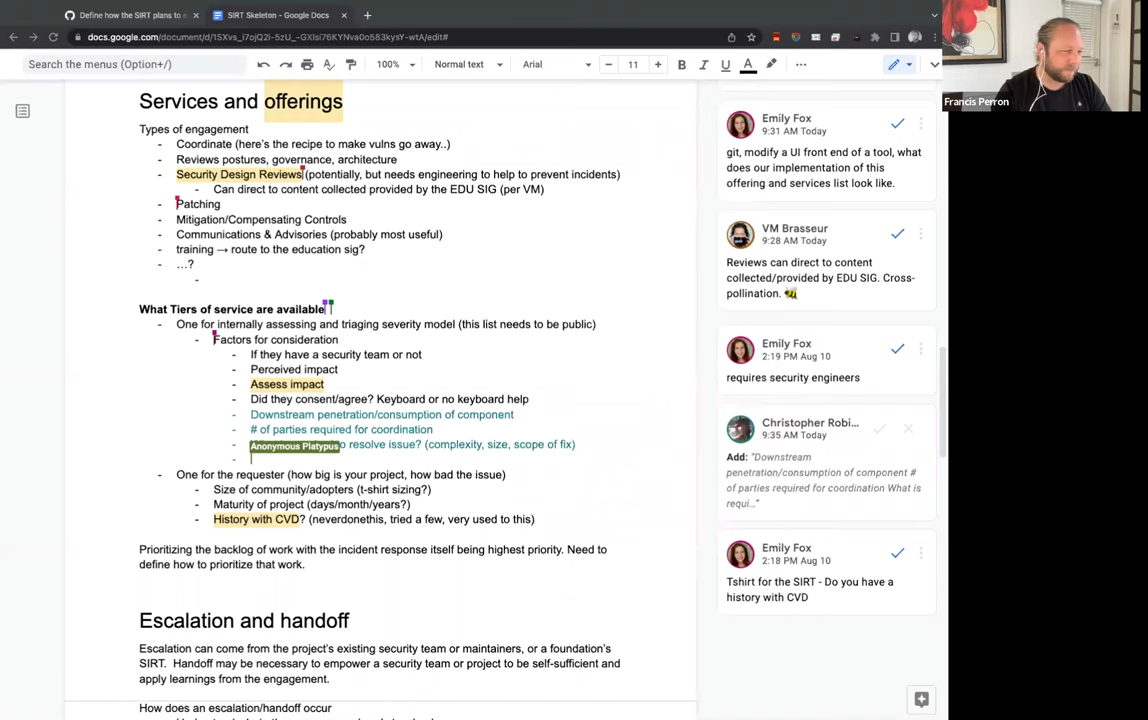 Define how the SIRT plans to e
SIRT Skeleton - Google Docs
docs.google.com/document/d/1SXvs_i7ojQ2i-5zU_-GXIsi76KYNva0o583kysY-wtA/edit#
Search the menus (Option+/)
100%
Normal text
Arial
11
B I U A
Francis Perron
Services and offerings
Types of engagement
- Coordinate (here's the recipe to make vulns go away..)
- Reviews postures, governance, architecture
- Security Design Reviews (potentially, but needs engineering to help to prevent incidents)
- Can direct to content collected provided by the EDU SIG (per VM)
- Patching
- Mitigation/Compensating Controls
- Communications & Advisories (probably most useful)
- training → route to the education sig?
- …?
-
What Tiers of service are available
- One for internally assessing and triaging severity model (this list needs to be public)
- Factors for consideration
- If they have a security team or not
- Perceived impact
- Assess impact
- Did they consent/agree? Keyboard or no keyboard help
- Downstream penetration/consumption of component
- # of parties required for coordination
- Anonymous Platypus o resolve issue? (complexity, size, scope of fix)
-
- One for the requester (how big is your project, how bad the issue)
- Size of community/adopters (t-shirt sizing?)
- Maturity of project (days/month/years?)
- History with CVD? (neverdonethis, tried a few, very used to this)
Prioritizing the backlog of work with the incident response itself being highest priority. Need to
define how to prioritize that work.
Escalation and handoff
Escalation can come from the project's existing security team or maintainers, or a foundation's
SIRT. Handoff may be necessary to empower a security team or project to be self-sufficient and
apply learnings from the engagement.
How does an escalation/handoff occur
Emily Fox
9:31 AM Today
git, modify a UI front end of a tool, what
does our implementation of this
offering and services list look like.
VM Brasseur
9:28 AM Today
Reviews can direct to content
collected/provided by EDU SIG. Cross-
pollination. 🐝
Emily Fox
2:19 PM Aug 10
requires security engineers
Christopher Robi...
9:35 AM Today
Add: "Downstream
penetration/consumption of component #
of parties required for coordination What is
requi..."
Emily Fox
2:18 PM Aug 10
Tshirt for the SIRT - Do you have a
history with CVD